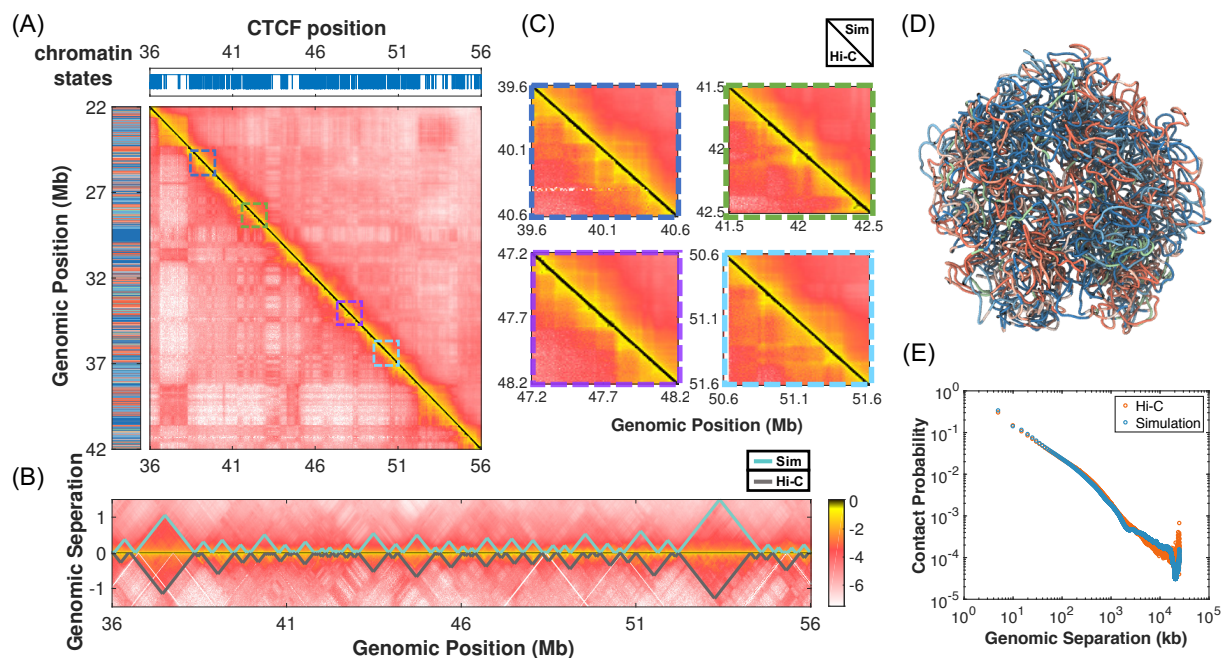 (A)
CTCF position
36 41 46 51 56
chromatin
states
22
27
32
37
42
Genomic Position (Mb)
36 41 46 51 56
(B)
Sim
Hi-C
Genomic Seperation
1
0
-1
36 41 46 51 56
Genomic Position (Mb)
0
-2
-4
-6
(C)
Sim
Hi-C
39.6
40.1
40.6
39.6 40.1 40.6
41.5
42
42.5
41.5 42 42.5
47.2
47.7
48.2
47.2 47.7 48.2
50.6
51.1
51.6
50.6 51.1 51.6
Genomic Position (Mb)
(D)
(E)
Hi-C
Simulation
Contact Probability
10^0
10^-1
10^-2
10^-3
10^-4
10^-5
10^0 10^1 10^2 10^3 10^4 10^5
Genomic Separation (kb)